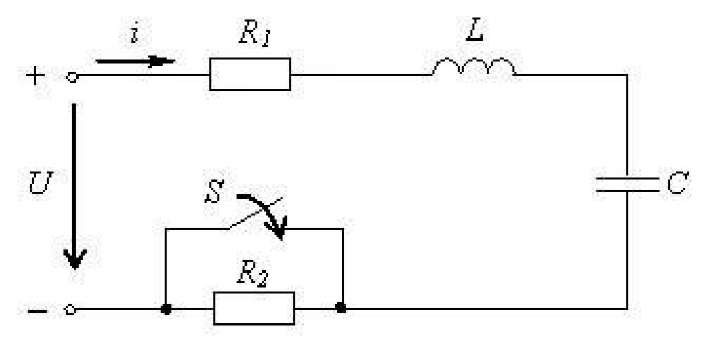 i R₁ L
+
U S C
R₂
–